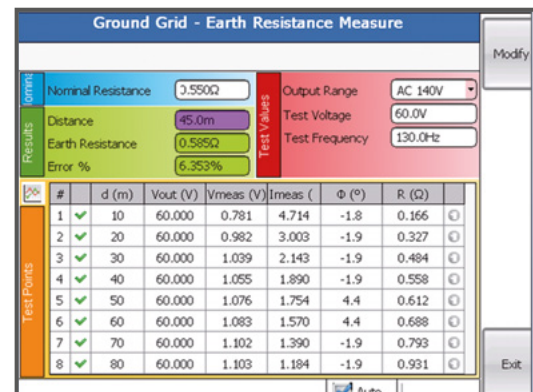 Ground Grid - Earth Resistance Measure
Modify
Nominal Resistance 0.550Ω
Results
Distance 45.0m
Earth Resistance 0.585Ω
Error % 6.353%
Test Values
Output Range AC 140V
Test Voltage 60.0V
Test Frequency 130.0Hz
Test Points
# d (m) Vout (V) Vmeas (V) Imeas ( Φ (º) R (Ω)
1 10 60.000 0.781 4.714 -1.8 0.166
2 20 60.000 0.982 3.003 -1.9 0.327
3 30 60.000 1.039 2.143 -1.9 0.484
4 40 60.000 1.055 1.890 -1.9 0.558
5 50 60.000 1.076 1.754 4.4 0.612
6 60 60.000 1.083 1.570 4.4 0.688
7 70 60.000 1.102 1.390 -1.9 0.793
8 80 60.000 1.103 1.184 -1.9 0.931
Exit
Auto